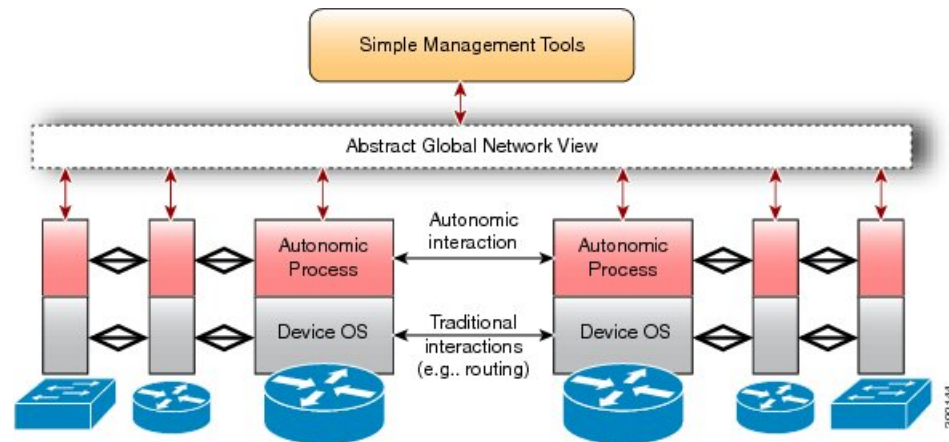 Simple Management Tools
Abstract Global Network View
Autonomic
Process
Autonomic
interaction
Autonomic
Process
Device OS
Traditional
interactions
(e.g.. routing)
Device OS